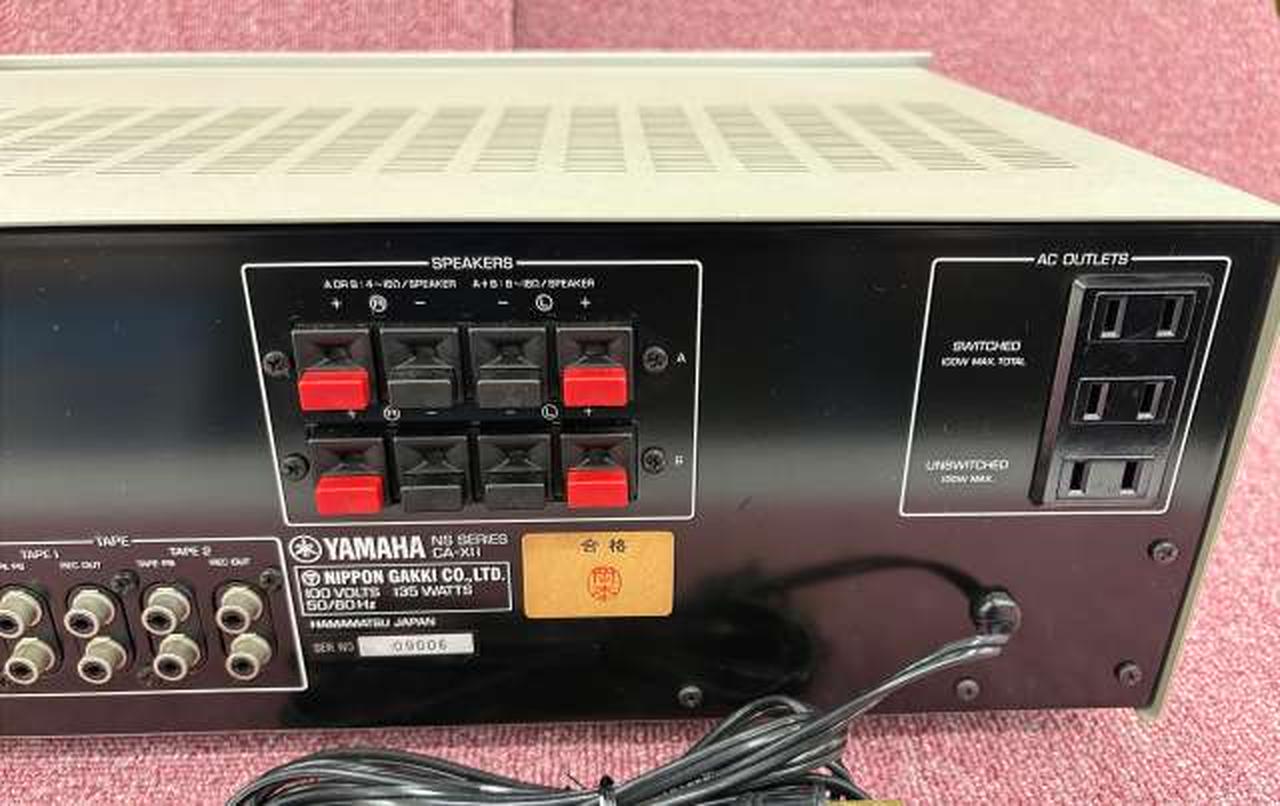 SPEAKERS
A OR B : 4~16Ω/SPEAKER A+B : 8~16Ω/SPEAKER
+ R − − L +
A
+ R − − L +
B
AC OUTLETS
SWITCHED
100W MAX. TOTAL
UNSWITCHED
100W MAX.
TAPE
TAPE 1 TAPE 2
REC OUT TAPE PB REC OUT
YAMAHA NS SERIES
CA-X11
NIPPON GAKKI CO.,LTD.
100 VOLTS 135 WATTS
50/60Hz
HAMAMATSU JAPAN
SER NO 09006
合格